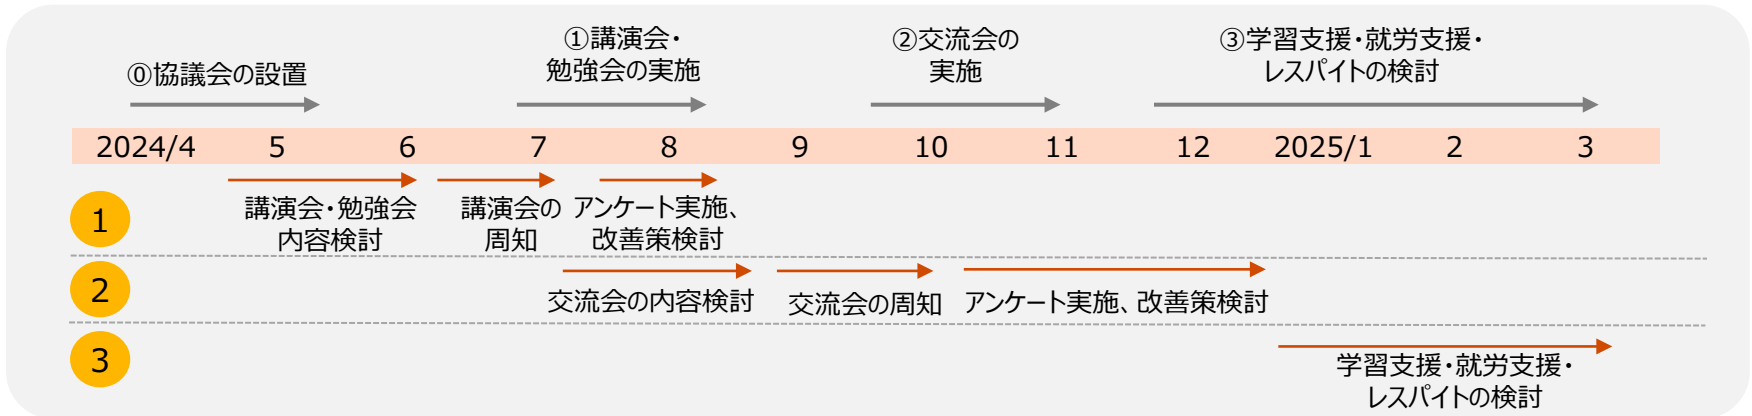 ⓪協議会の設置
①講演会・
勉強会の実施
②交流会の
実施
③学習支援・就労支援・
レスパイトの検討
2024/4 5 6 7 8 9 10 11 12 2025/1 2 3
1
講演会・勉強会
内容検討
講演会の
周知
アンケート実施、
改善策検討
2
交流会の内容検討
交流会の周知
アンケート実施、改善策検討
3
学習支援・就労支援・
レスパイトの検討